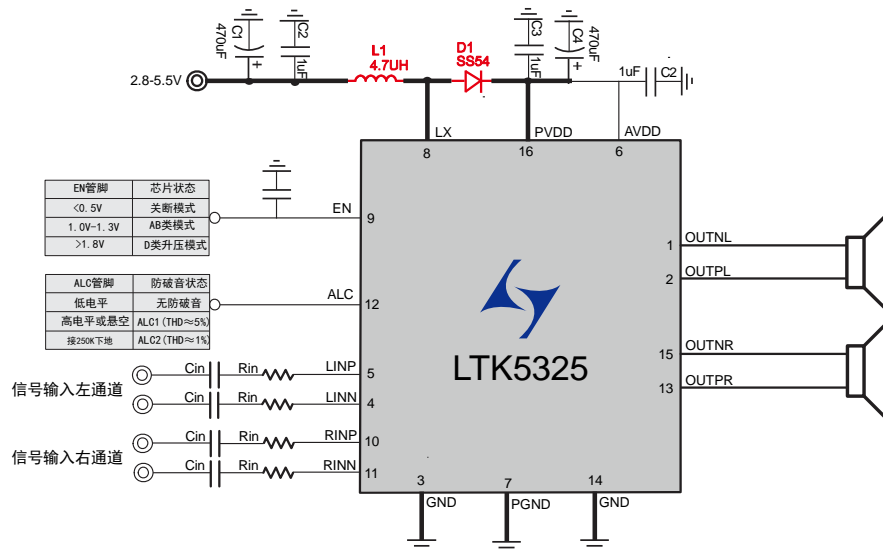 C1
470uF
C2
1uF
L1
4.7UH
D1
SS54
C3
1uF
C4
470uF
1uF
C2
2.8-5.5V
+
+
LX
PVDD
AVDD
8
16
6
EN管脚 芯片状态
<0.5V 关断模式
1.0V-1.3V AB类模式
>1.8V D类升压模式
EN
9
ALC管脚 防破音状态
低电平 无防破音
高电平或悬空 ALC1(THD≈5%)
接250K下地 ALC2(THD≈1%)
ALC
12
LTK5325
1
OUTNL
2
OUTPL
15
OUTNR
13
OUTPR
信号输入左通道
Cin Rin LINP 5
Cin Rin LINN 4
信号输入右通道
Cin Rin RINP 10
Cin Rin RINN 11
3
GND
7
PGND
14
GND